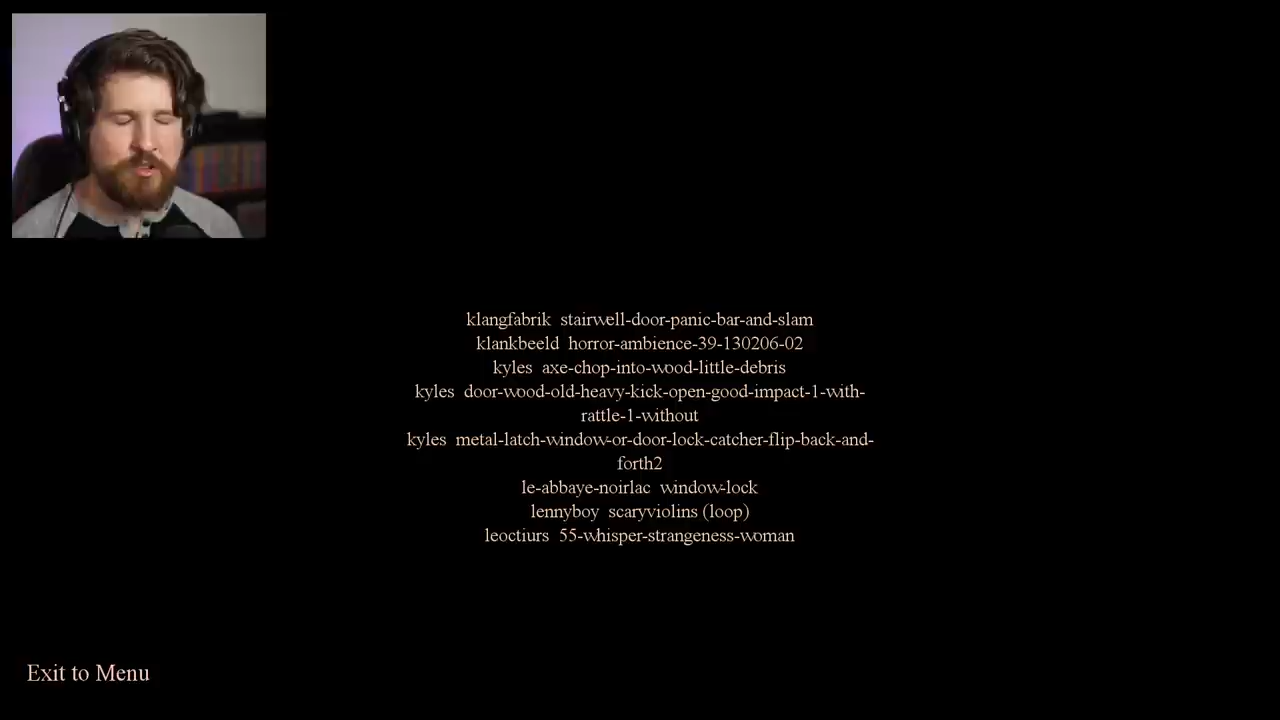 klangfabrik stairwell-door-panic-bar-and-slam
klankbeeld horror-ambience-39-130206-02
kyles axe-chop-into-wood-little-debris
kyles door-wood-old-heavy-kick-open-good-impact-1-with-
rattle-1-without
kyles metal-latch-window-or-door-lock-catcher-flip-back-and-
forth2
le-abbaye-noirlac window-lock
lennyboy scaryviolins (loop)
leoctiurs 55-whisper-strangeness-woman
Exit to Menu